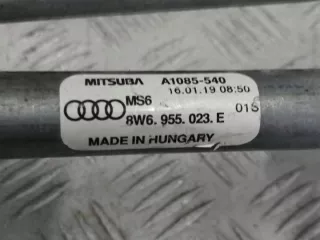 MITSUBA A1085-540
16.01.19 08:50
MS6 01S
8W6.955.023.E
MADE IN HUNGARY